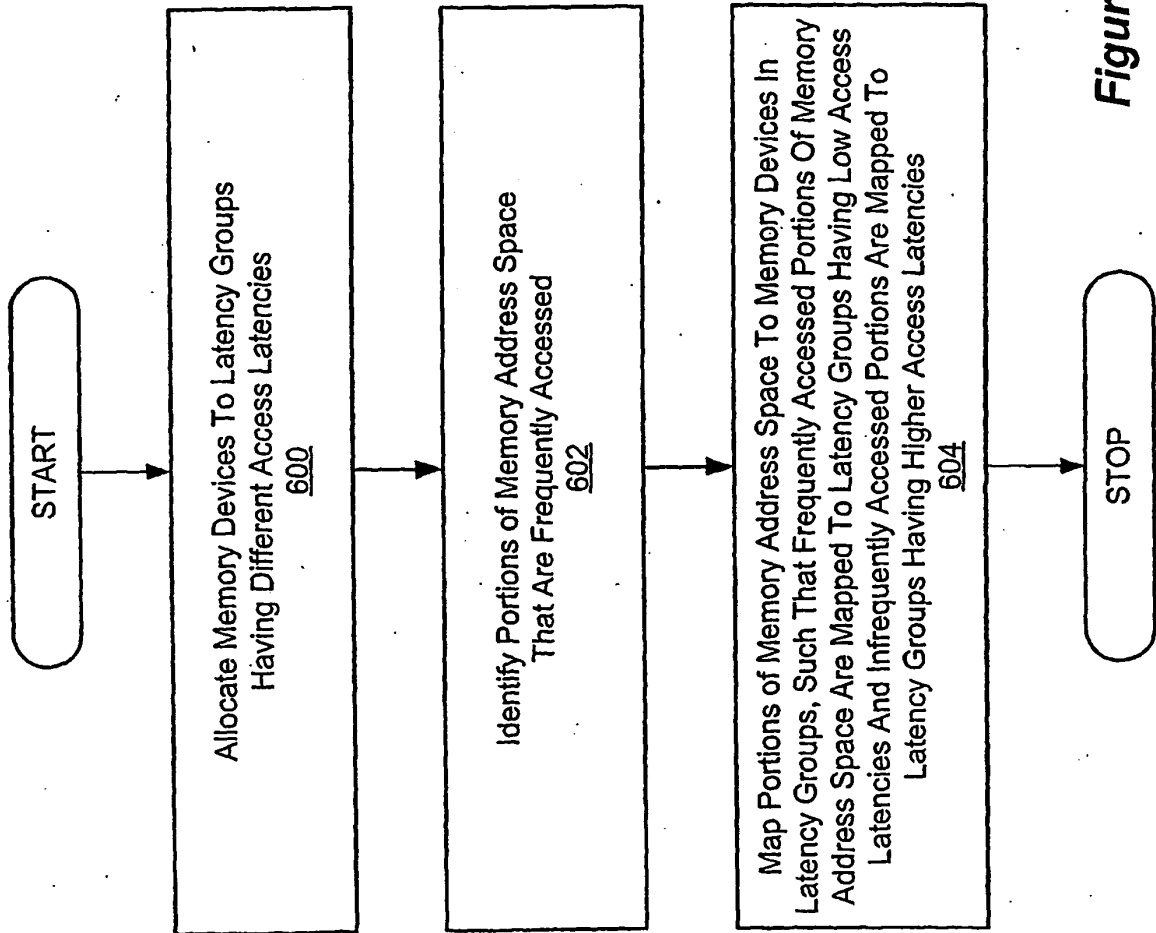 START
Allocate Memory Devices To Latency Groups
Having Different Access Latencies
600
Identify Portions of Memory Address Space
That Are Frequently Accessed
602
Map Portions of Memory Address Space To Memory Devices In
Latency Groups, Such That Frequently Accessed Portions Of Memory
Address Space Are Mapped To Latency Groups Having Low Access
Latencies And Infrequently Accessed Portions Are Mapped To
Latency Groups Having Higher Access Latencies
604
STOP